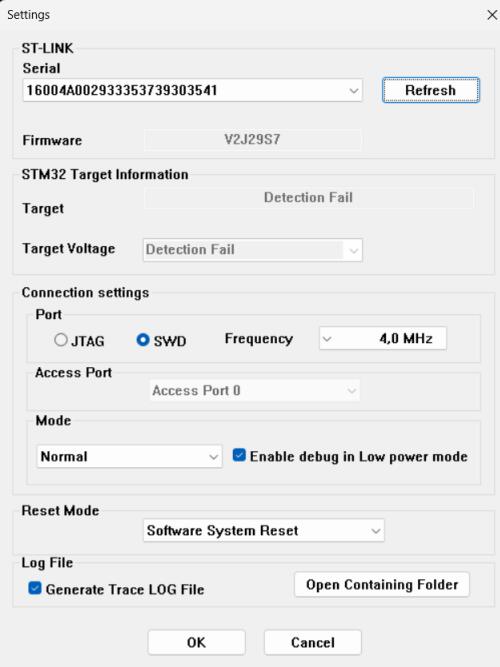 Settings
ST-LINK
Serial
16004A002933353739303541
Refresh
Firmware
V2J29S7
STM32 Target Information
Target
Detection Fail
Target Voltage
Detection Fail
Connection settings
Port
JTAG
SWD
Frequency
4,0 MHz
Access Port
Access Port 0
Mode
Normal
Enable debug in Low power mode
Reset Mode
Software System Reset
Log File
Generate Trace LOG File
Open Containing Folder
OK
Cancel